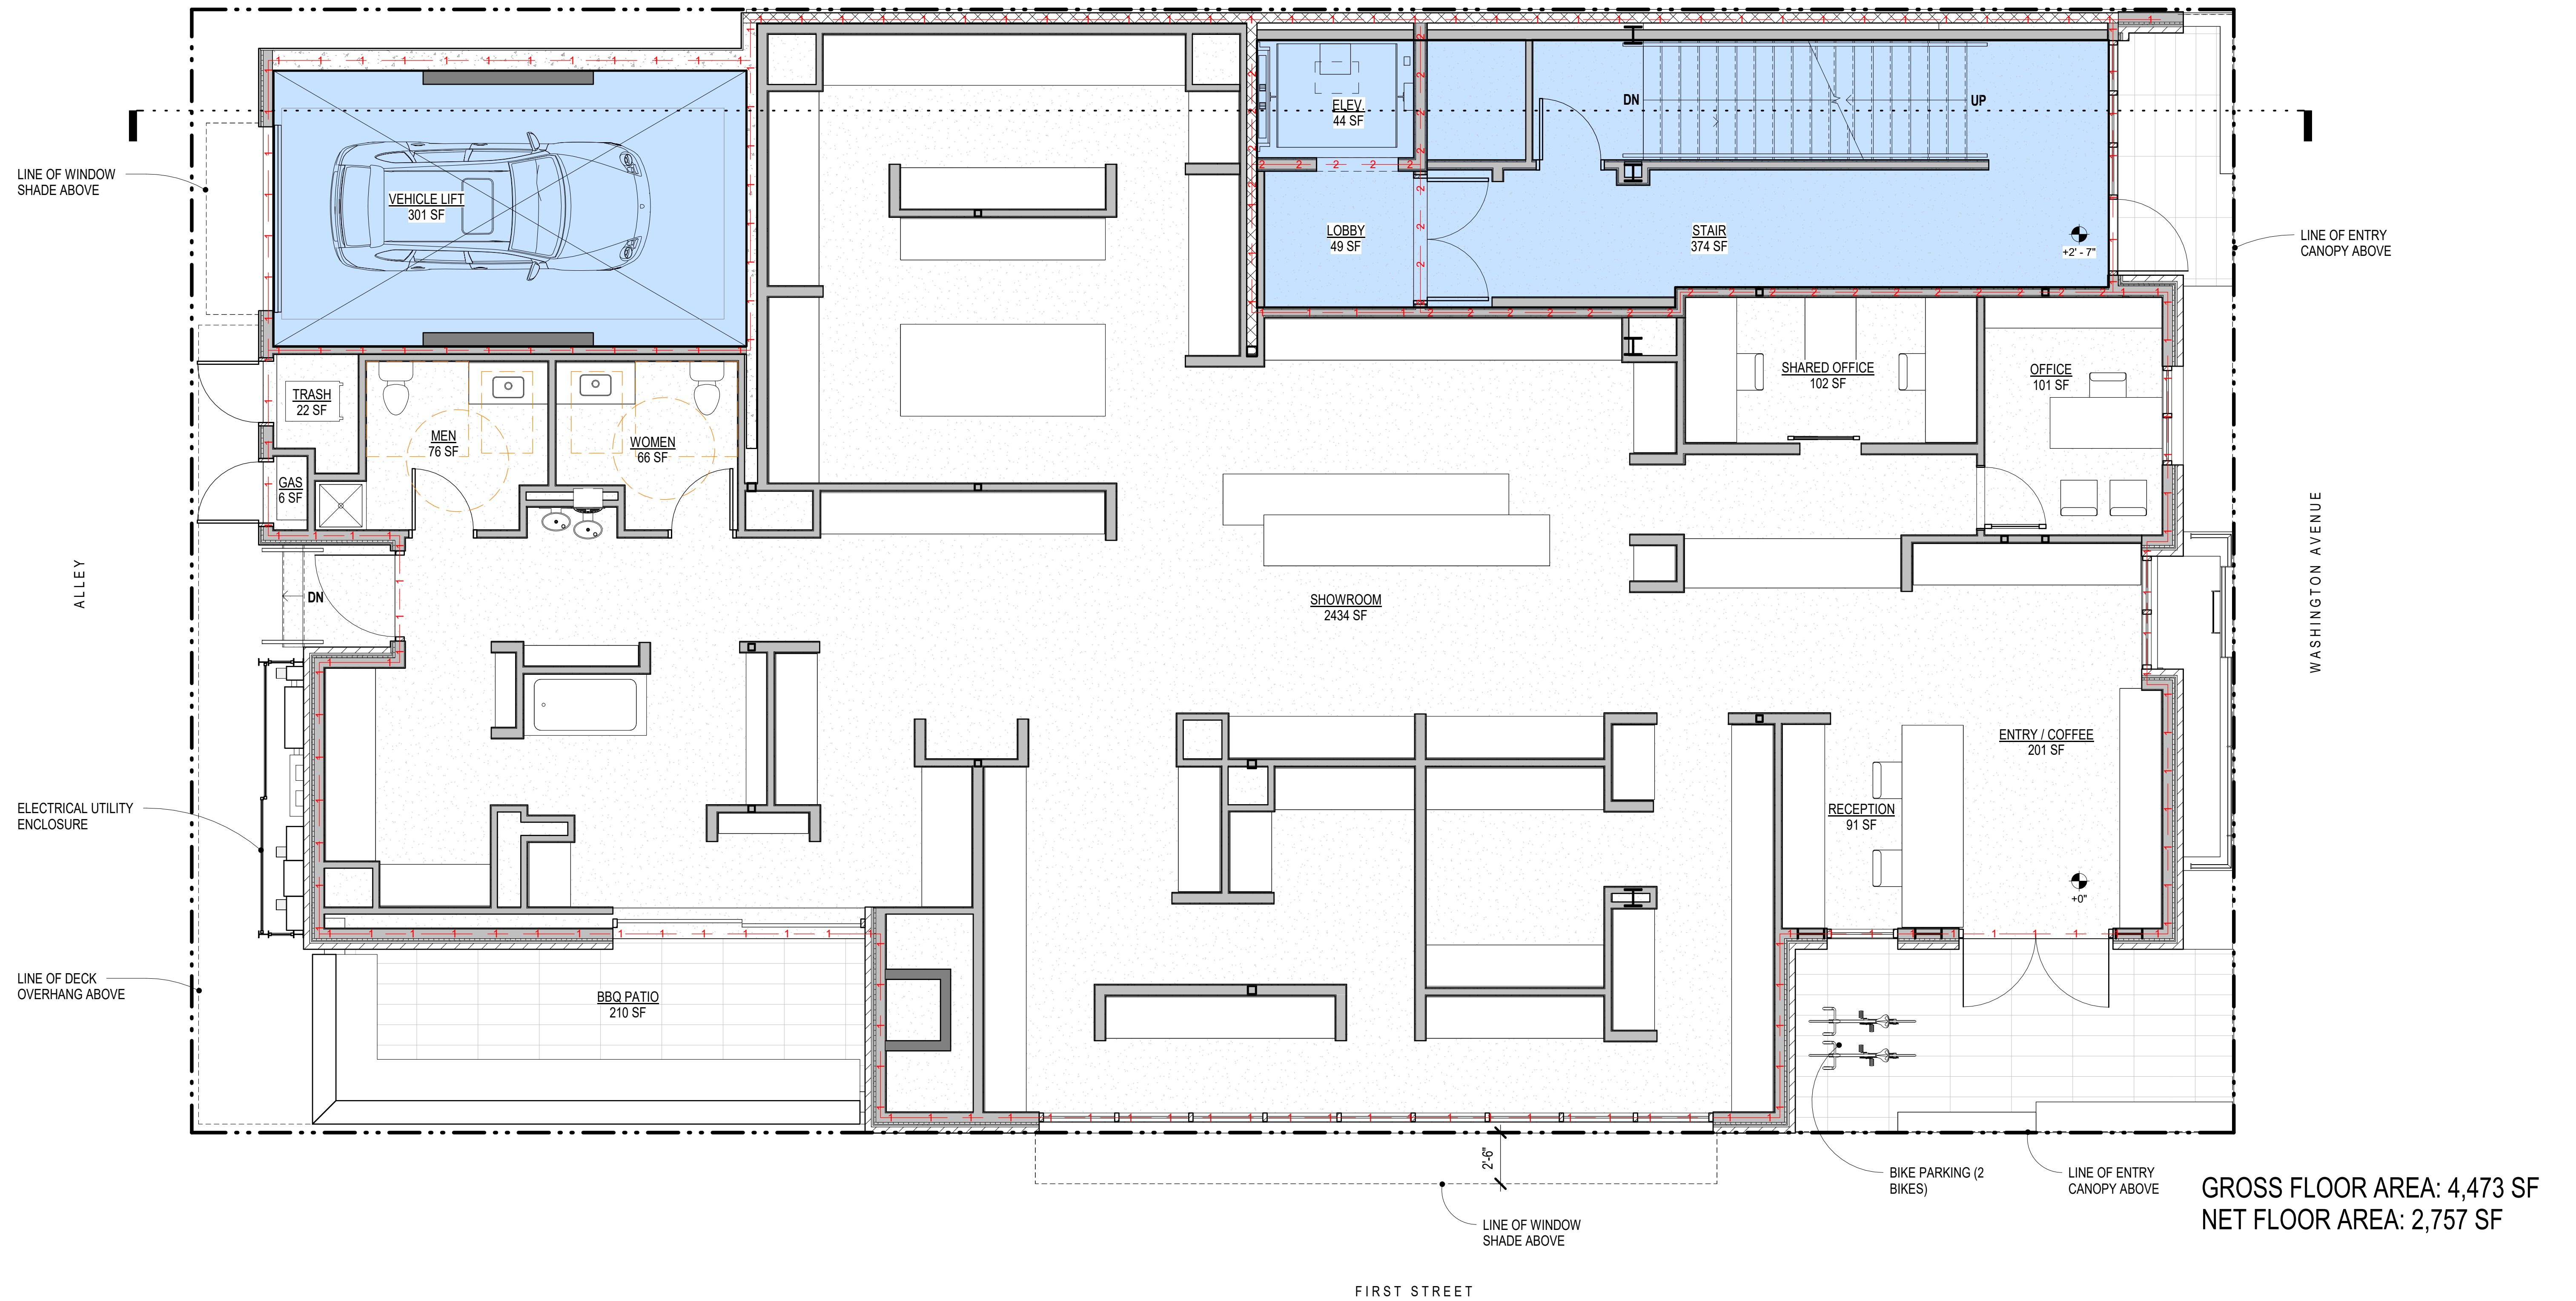 ELEV.
44 SF
DN
UP
LINE OF WINDOW
SHADE ABOVE
VEHICLE LIFT
301 SF
LOBBY
49 SF
STAIR
374 SF
+2' - 7"
LINE OF ENTRY
CANOPY ABOVE
TRASH
22 SF
MEN
76 SF
WOMEN
66 SF
GAS
6 SF
SHARED OFFICE
102 SF
OFFICE
101 SF
ALLEY
DN
SHOWROOM
2434 SF
WASHINGTON AVENUE
ENTRY / COFFEE
201 SF
RECEPTION
91 SF
+0"
ELECTRICAL UTILITY
ENCLOSURE
LINE OF DECK
OVERHANG ABOVE
BBQ PATIO
210 SF
2'-6"
BIKE PARKING (2
BIKES)
LINE OF ENTRY
CANOPY ABOVE
LINE OF WINDOW
SHADE ABOVE
GROSS FLOOR AREA: 4,473 SF
NET FLOOR AREA: 2,757 SF
FIRST STREET